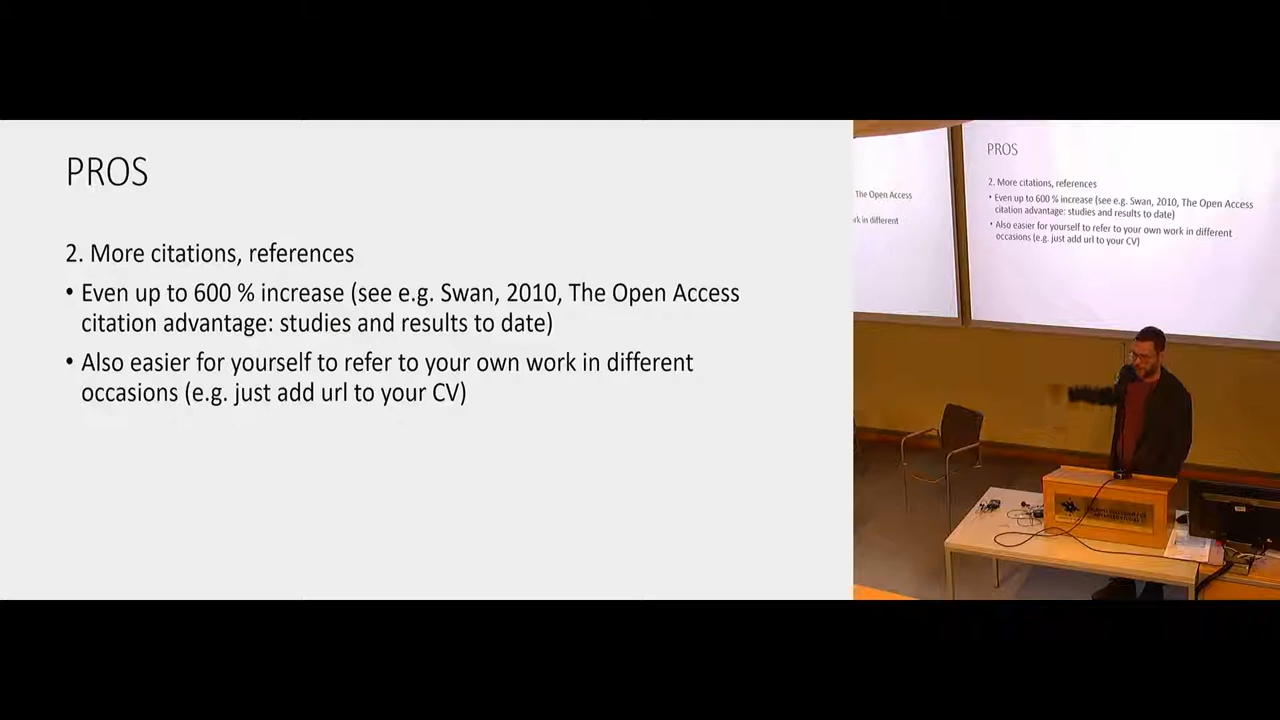 PROS
2. More citations, references
• Even up to 600 % increase (see e.g. Swan, 2010, The Open Access
citation advantage: studies and results to date)
• Also easier for yourself to refer to your own work in different
occasions (e.g. just add url to your CV)
The Open Access
rk in different
PROS
2. More citations, references
• Even up to 600 % increase (see e.g. Swan, 2010, The Open Access
citation advantage: studies and results to date)
• Also easier for yourself to refer to your own work in different
occasions (e.g. just add url to your CV)